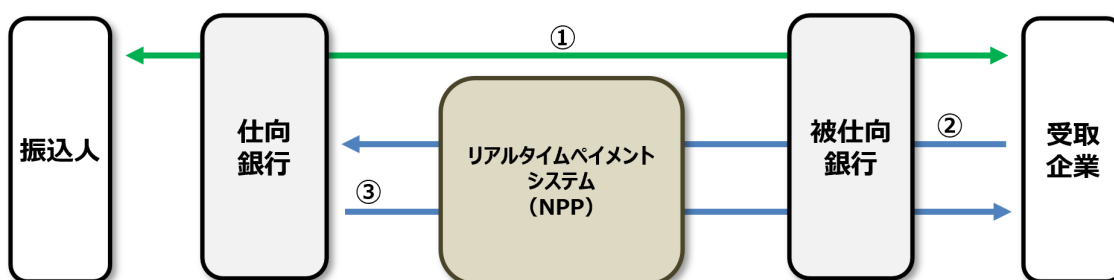 ①
振込人
仕向
銀行
リアルタイムペイメント
システム
（NPP）
被仕向
銀行
②
受取
企業
③